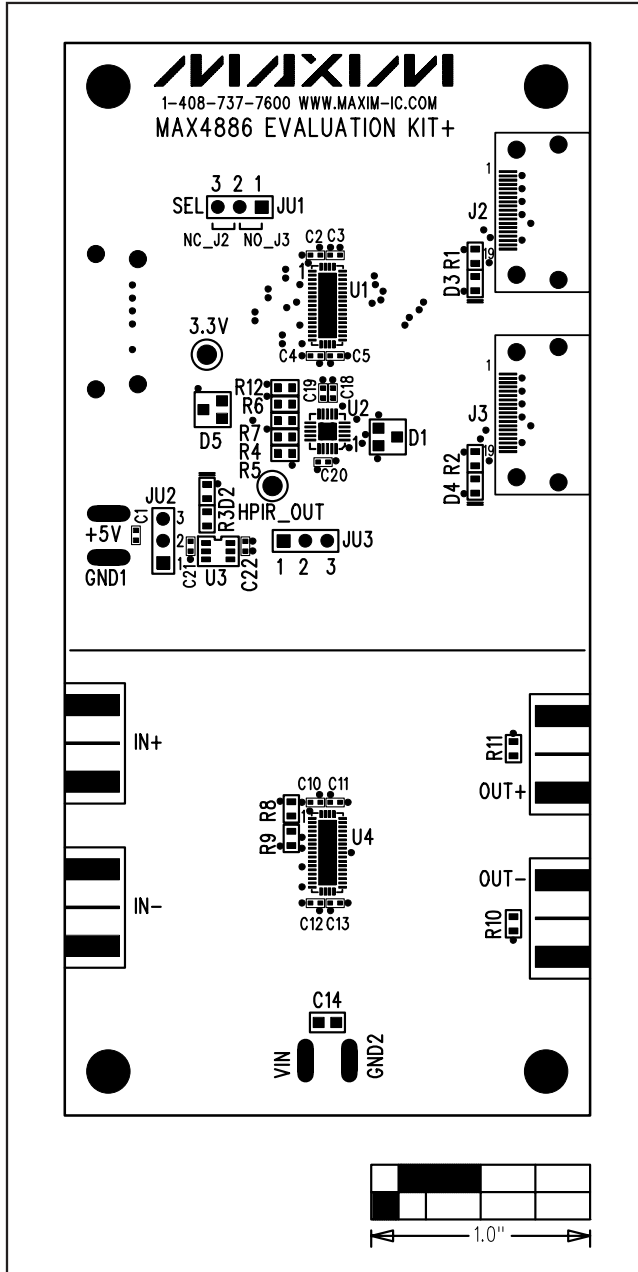 MAXIM
1-408-737-7600 WWW.MAXIM-IC.COM
MAX4886 EVALUATION KIT+
3 2 1
SEL JU1
NC_J2 NO_J3
C2 C3
1
U1
C4 C5
1
J2
19
R1
D3
3.3V
R12
R6
R7
R4
R5
C19
C18
U2
1
C20
D5
D1
1
J3
19
R2
D4
HPIR_OUT
JU2
3
2
1
C1
+5V
GND1
D2
R3
C21
U3
C22
JU3
1 2 3
IN+
R11
OUT+
C10 C11
R8
1
R9
U4
C12 C13
IN-
OUT-
R10
C14
VIN
GND2
1.0"